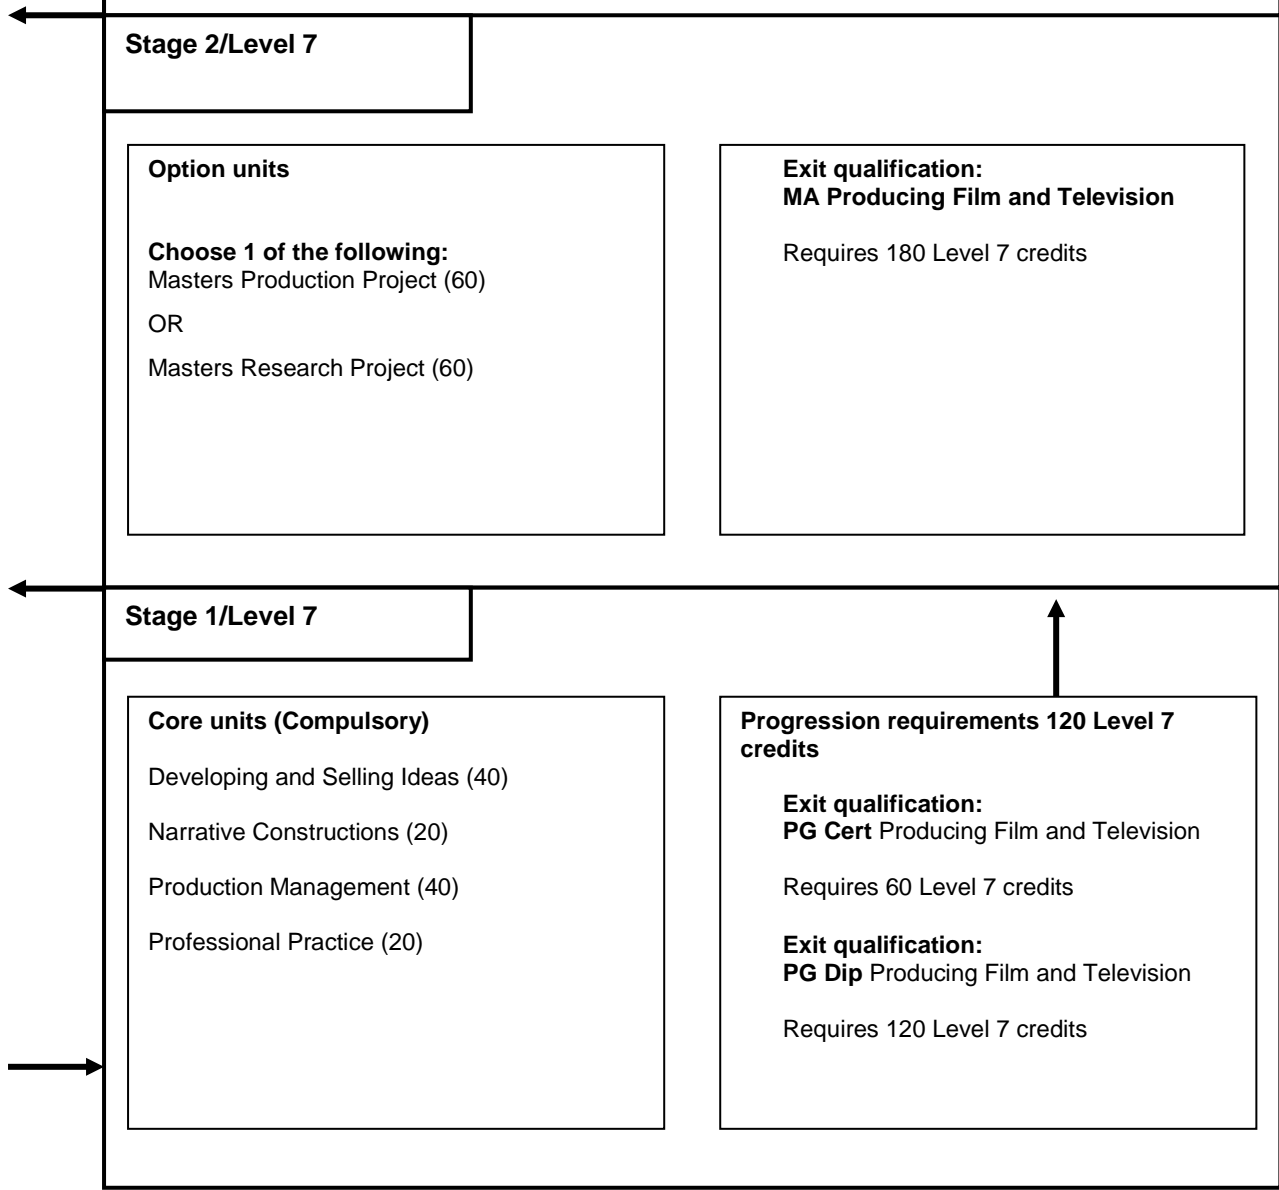 Stage 2/Level 7
Option units
Choose 1 of the following:
Masters Production Project (60)
OR
Masters Research Project (60)
Exit qualification:
MA Producing Film and Television
Requires 180 Level 7 credits
Stage 1/Level 7
Core units (Compulsory)
Developing and Selling Ideas (40)
Narrative Constructions (20)
Production Management (40)
Professional Practice (20)
Progression requirements 120 Level 7
credits
Exit qualification:
PG Cert Producing Film and Television
Requires 60 Level 7 credits
Exit qualification:
PG Dip Producing Film and Television
Requires 120 Level 7 credits